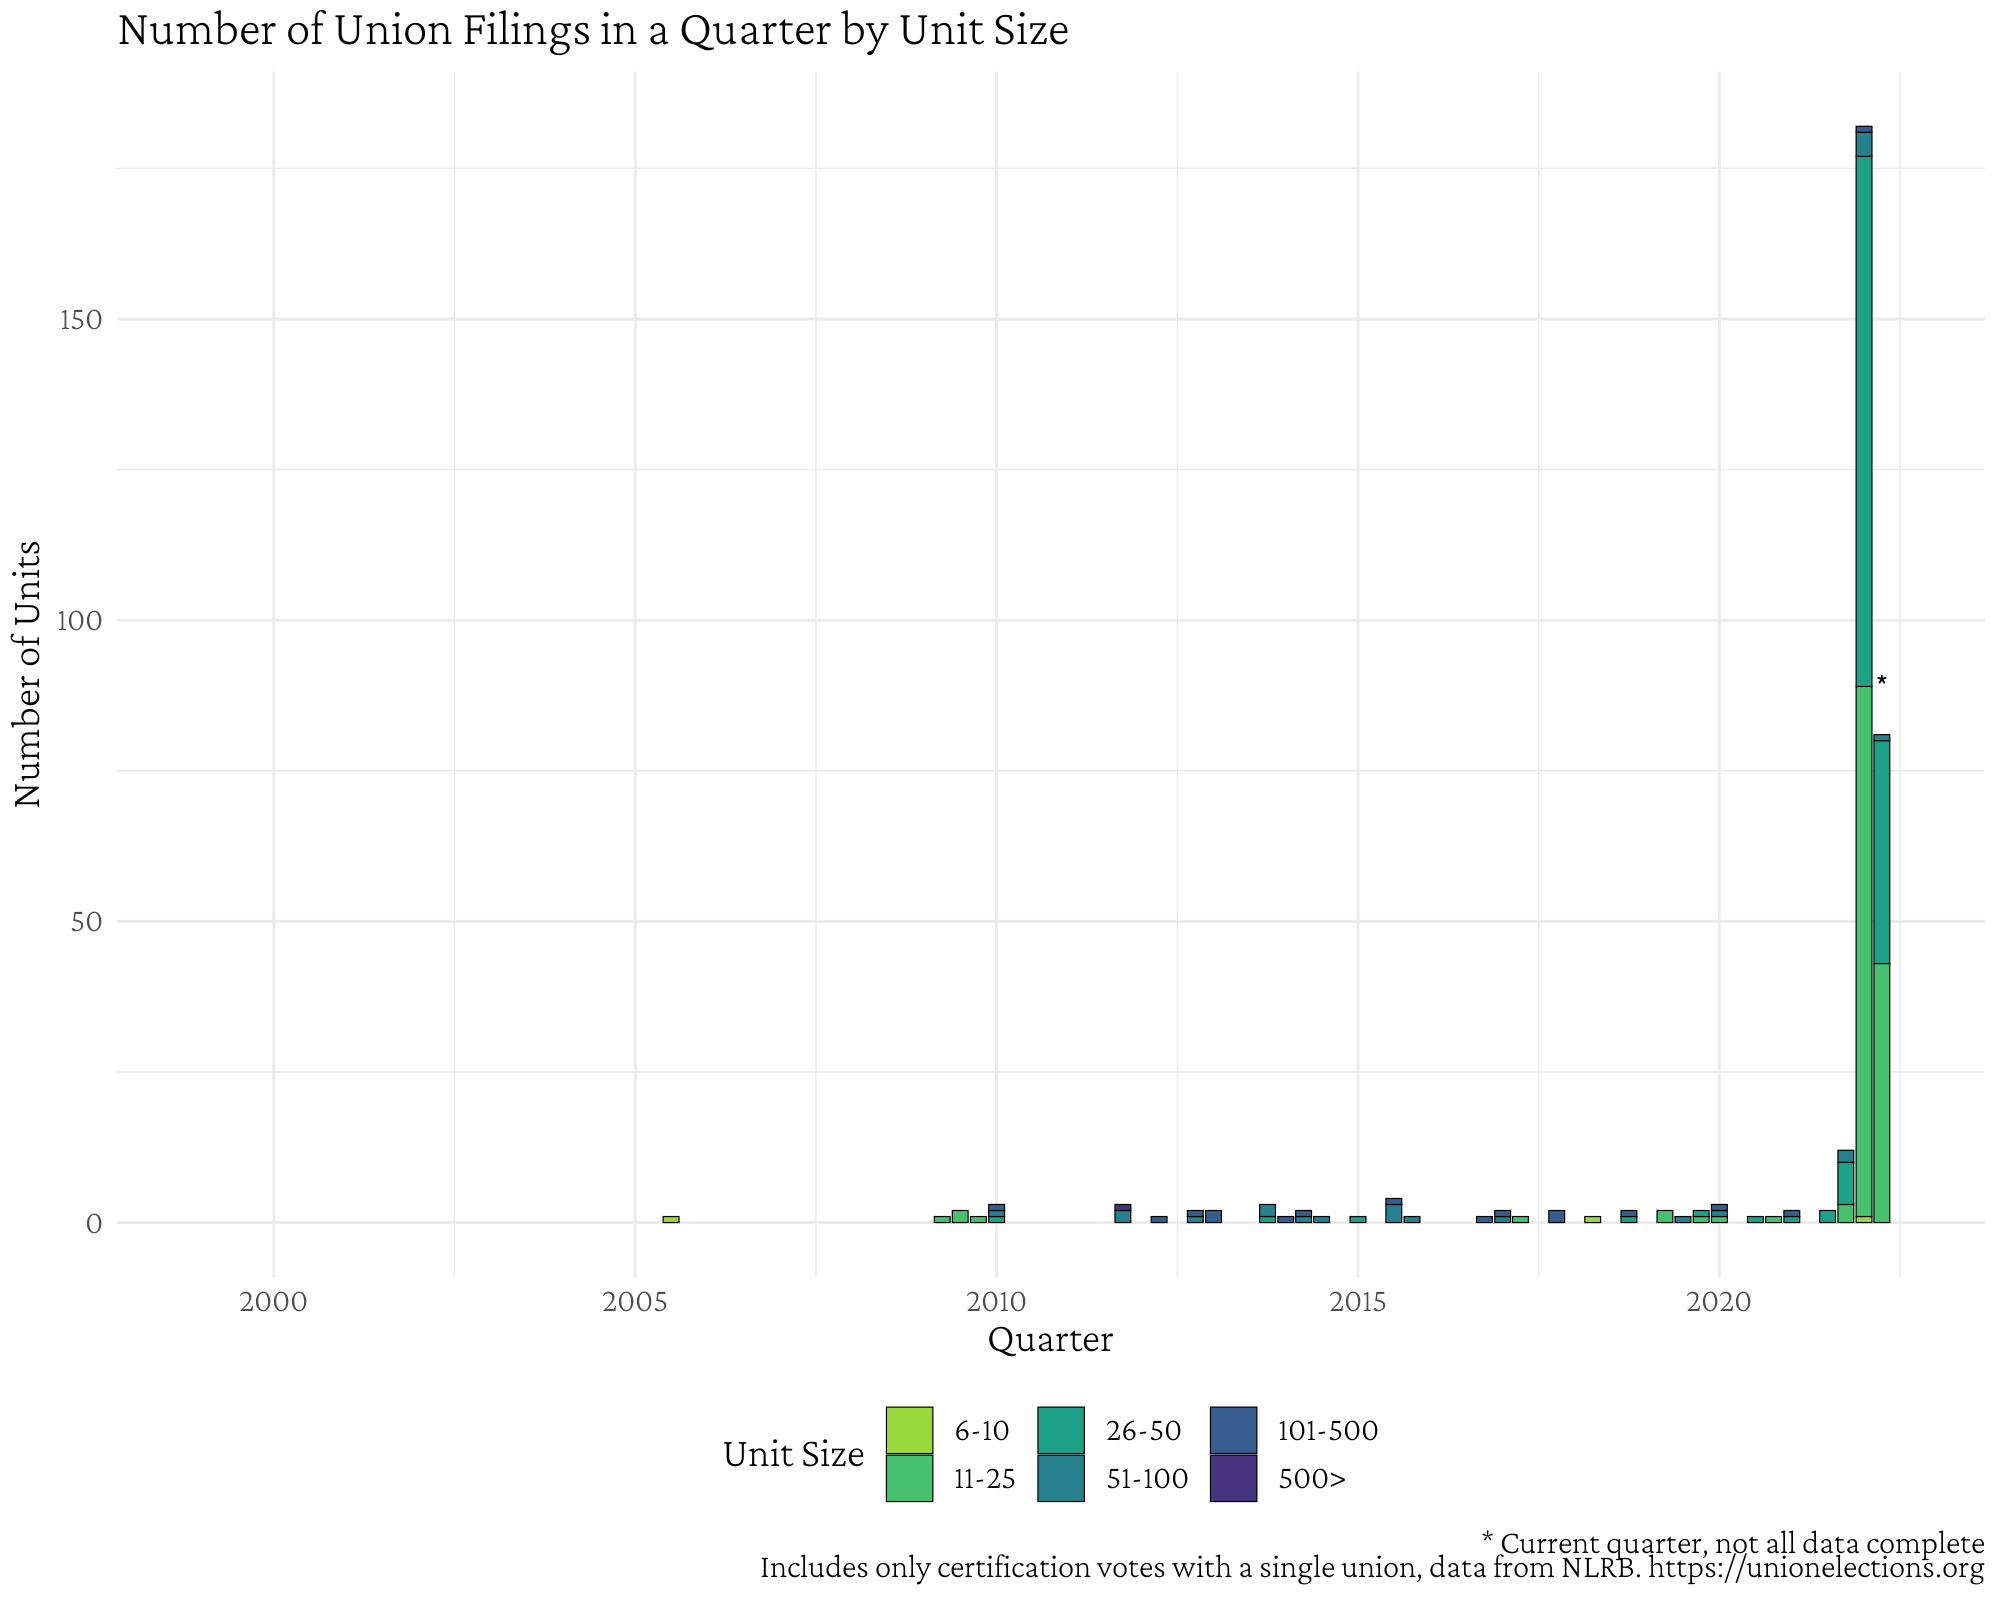 Number of Union Filings in a Quarter by Unit Size
Number of Units
150
100
50
0
*
2000 2005 2010 2015 2020
Quarter
Unit Size
6-10 26-50 101-500
11-25 51-100 500>
* Current quarter, not all data complete
Includes only certification votes with a single union, data from NLRB. https://unionelections.org